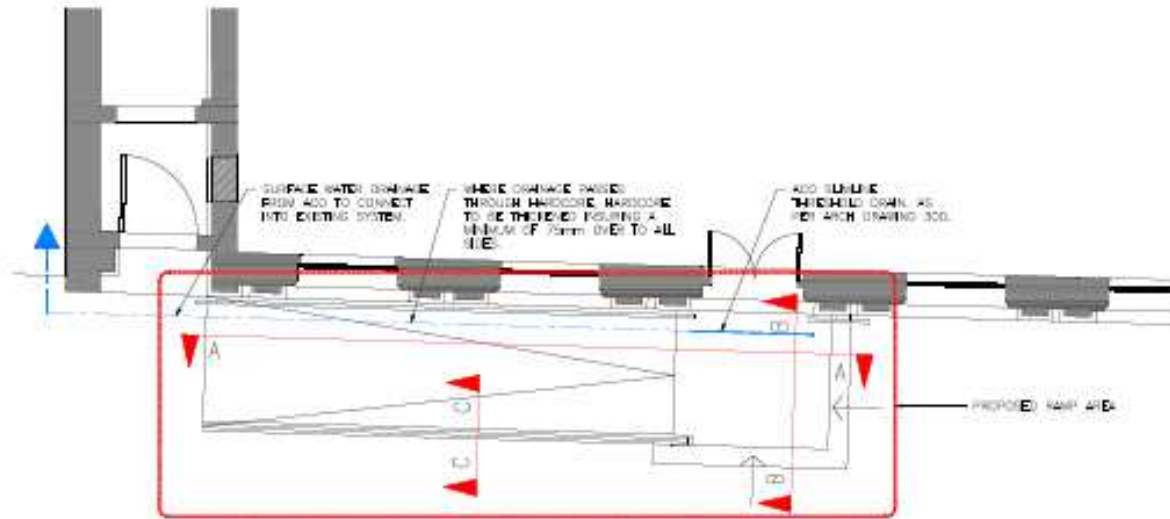 SURFACE WATER DRAINAGE
FROM ACO TO CONNECT
INTO EXISTING SYSTEM.
WHERE DRAINAGE PASSES
THROUGH HARDCORE, HARDCORE
TO BE THICKENED INSURING A
MINIMUM OF 75mm OVER TO ALL
SIDES.
ACO SLIMLINE
THRESHOLD DRAIN. AS
PER ARCH DRAWING 300.
B
A
A
C
PROPOSED RAMP AREA
C
B